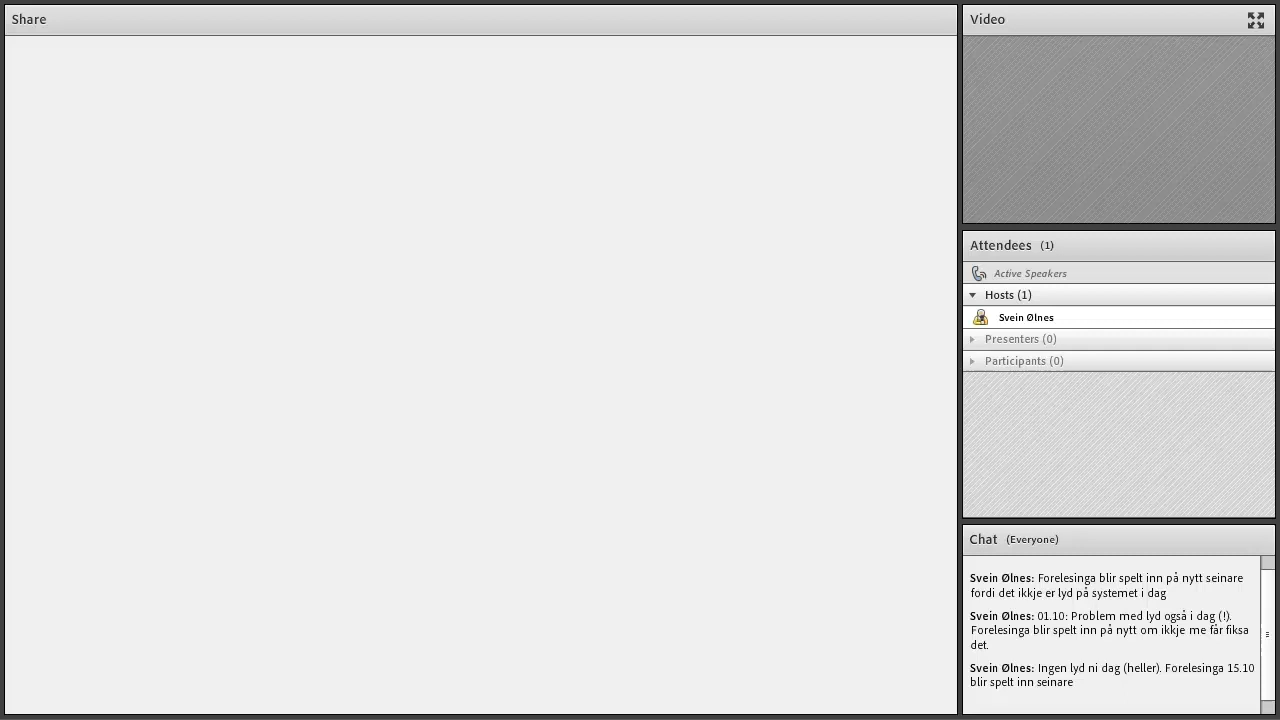 Share
Video
Attendees (1)
Active Speakers
Hosts (1)
Svein Ølnes
Presenters (0)
Participants (0)
Chat (Everyone)
Svein Ølnes: Forelesinga blir spelt inn på nytt seinare
fordi det ikkje er lyd på systemet i dag
Svein Ølnes: 01.10: Problem med lyd også i dag (!).
Forelesinga blir spelt inn på nytt om ikkje me får fiksa
det.
Svein Ølnes: Ingen lyd ni dag (heller). Forelesinga 15.10
blir spelt inn seinare